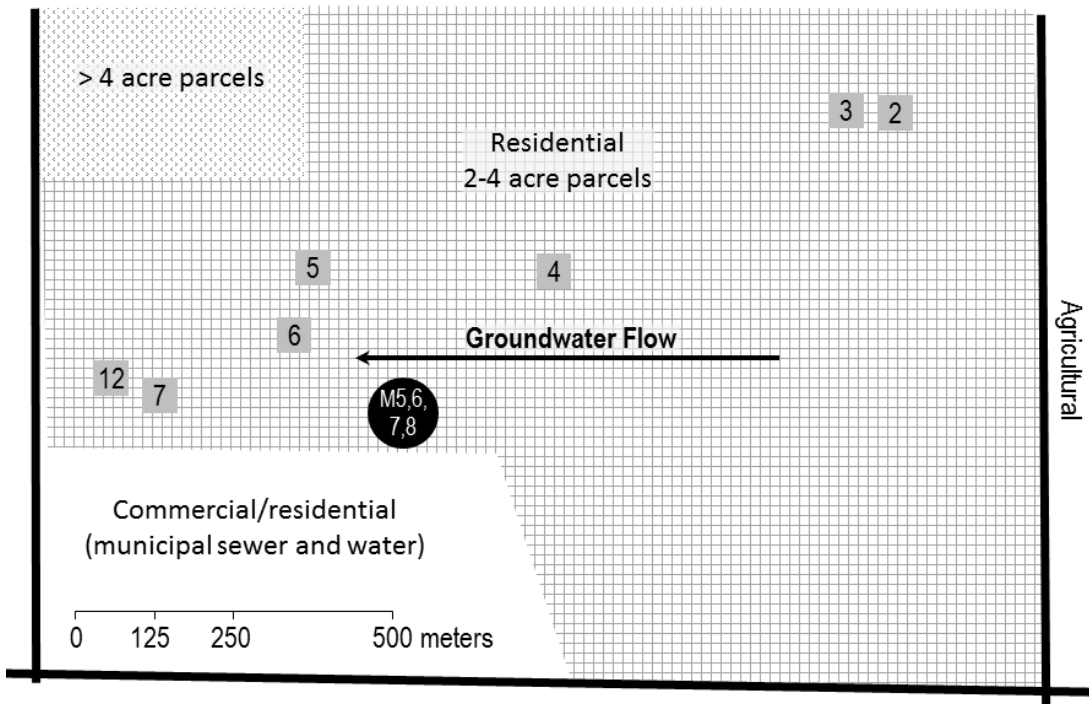 > 4 acre parcels
3
2
Residential
2-4 acre parcels
5
4
6
Groundwater Flow
12
7
M5,6,
7,8
Agricultural
Commercial/residential
(municipal sewer and water)
0 125 250 500 meters